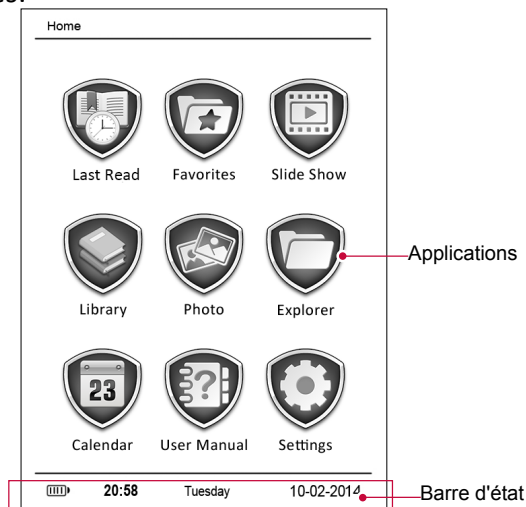 Home
Last Read Favorites Slide Show
Library Photo Explorer
Applications
23
Calendar User Manual Settings
20:58 Tuesday 10-02-2014
Barre d'état